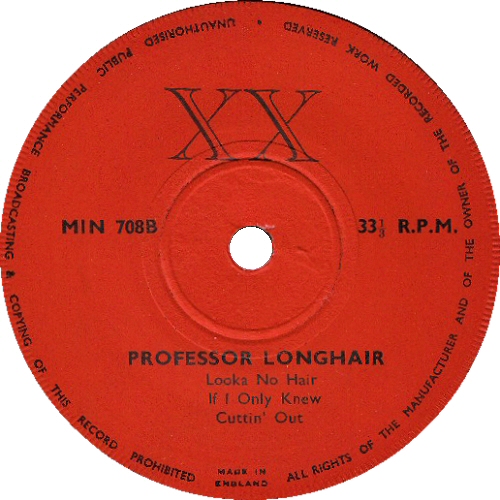 XX
MIN 708B
33⅓ R.P.M.
PROFESSOR LONGHAIR
Looka No Hair
If I Only Knew
Cuttin' Out
MADE IN
ENGLAND
ALL RIGHTS OF THE MANUFACTURER AND OF THE OWNER OF THE RECORDED WORK RESERVED * UNAUTHORISED PUBLIC PERFORMANCE BROADCASTING & COPYING OF THIS RECORD PROHIBITED